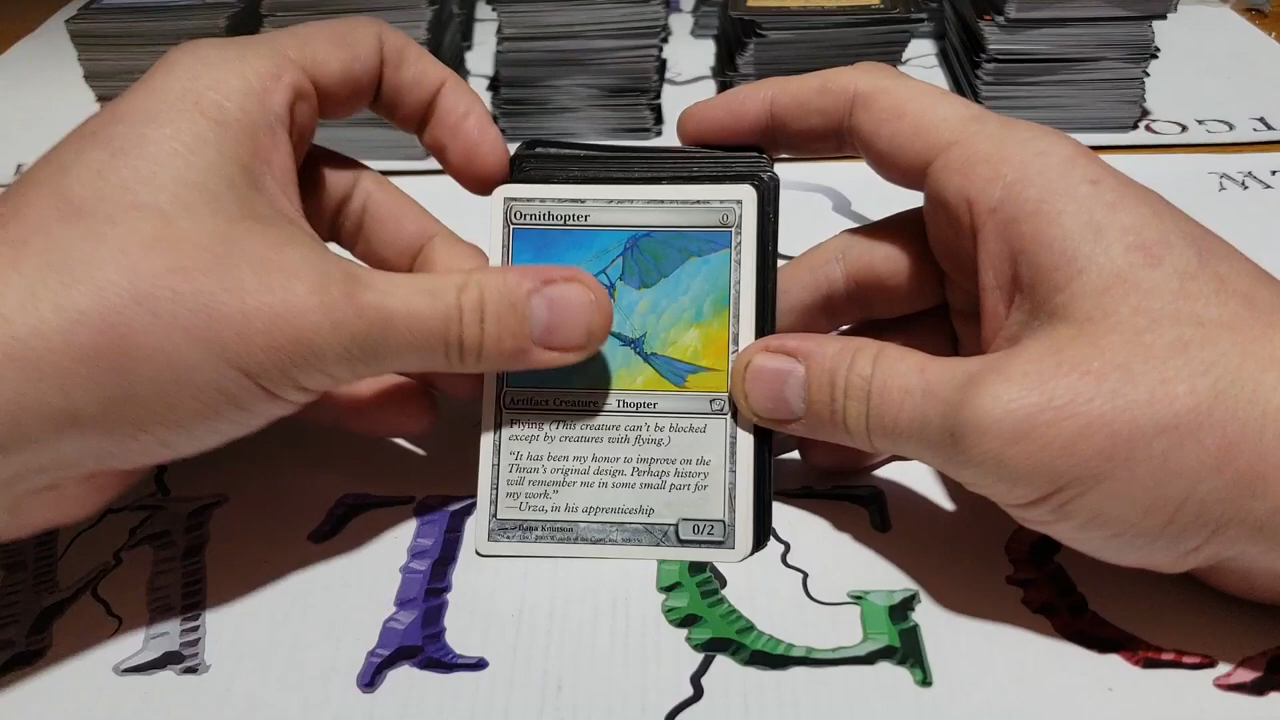 Ornithopter 0
Artifact Creature — Thopter
Flying (This creature can't be blocked
except by creatures with flying.)
"It has been my honor to improve on the
Thran's original design. Perhaps history
will remember me in some small part for
my work."
—Urza, in his apprenticeship
Dana Knutson
0/2